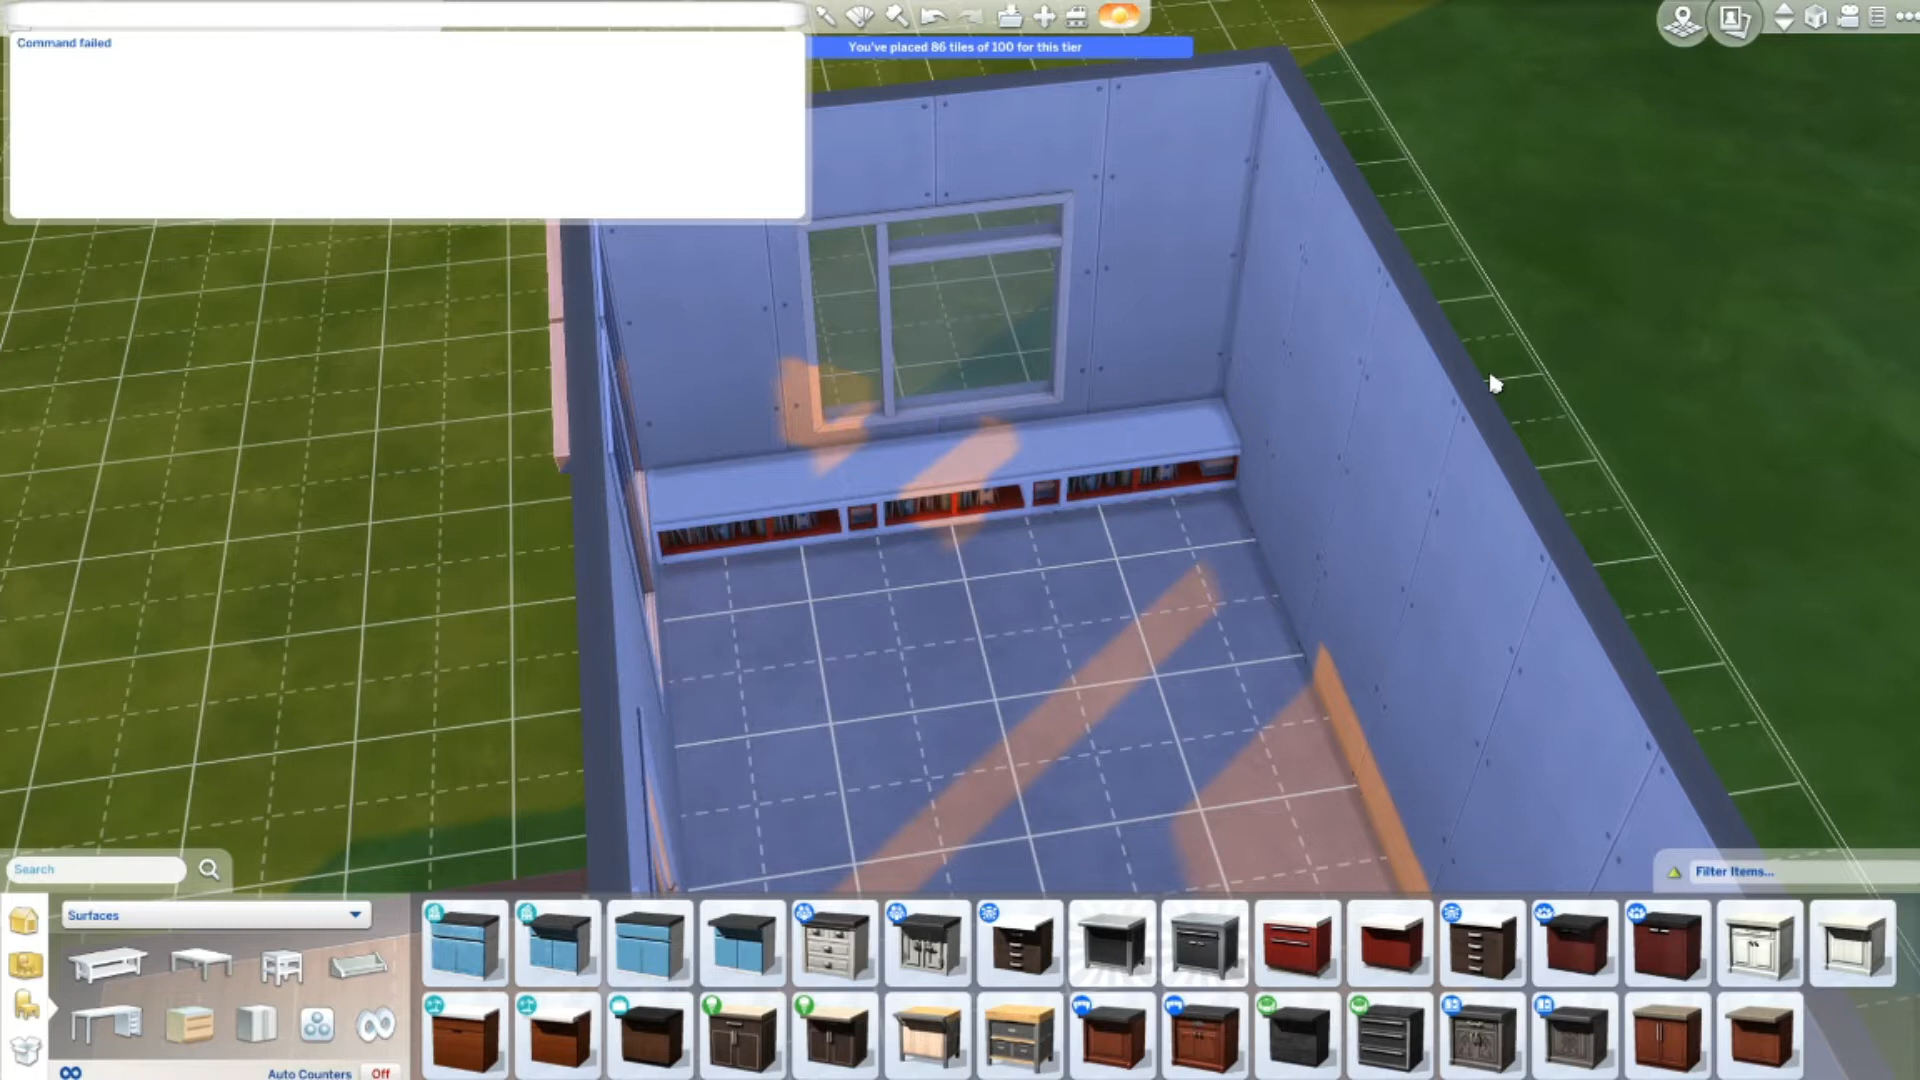 Command failed
You've placed 86 tiles of 100 for this tier
Search
Filter Items...
Surfaces
Auto Counters Off